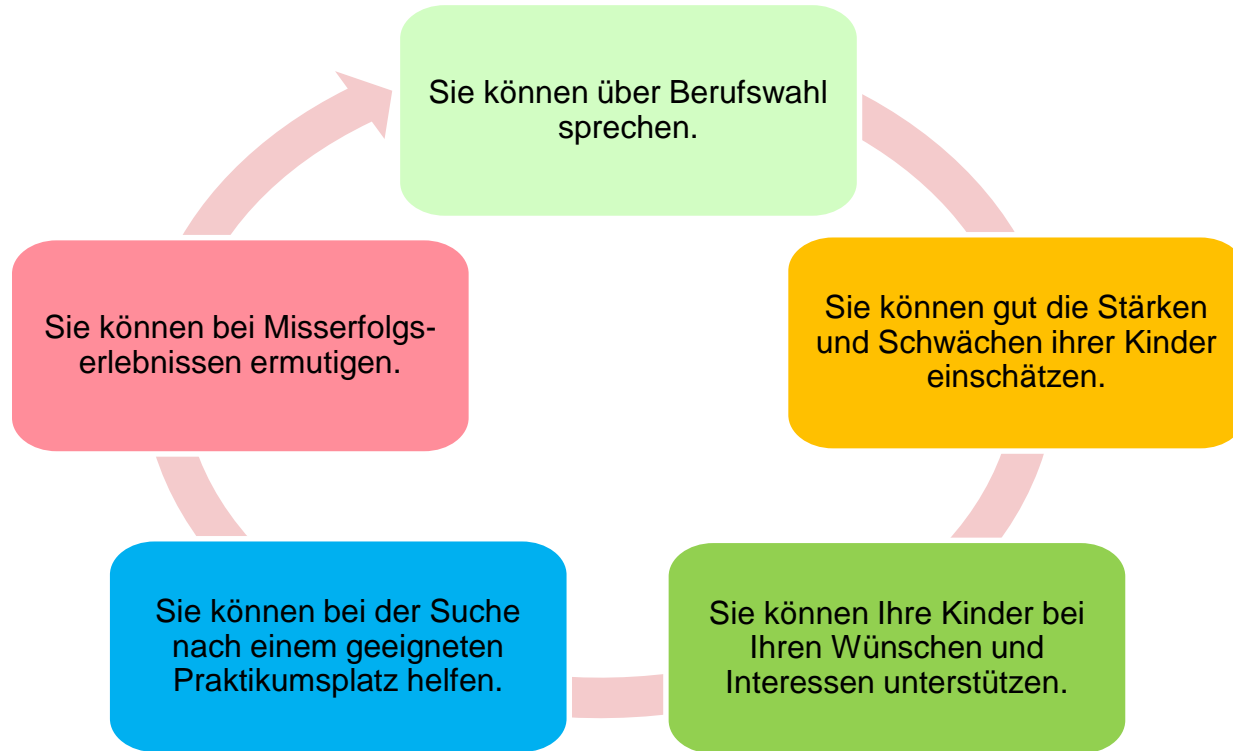 Sie können über Berufswahl
sprechen.
Sie können gut die Stärken
und Schwächen ihrer Kinder
einschätzen.
Sie können Ihre Kinder bei
Ihren Wünschen und
Interessen unterstützen.
Sie können bei der Suche
nach einem geeigneten
Praktikumsplatz helfen.
Sie können bei Misserfolgs-
erlebnissen ermutigen.